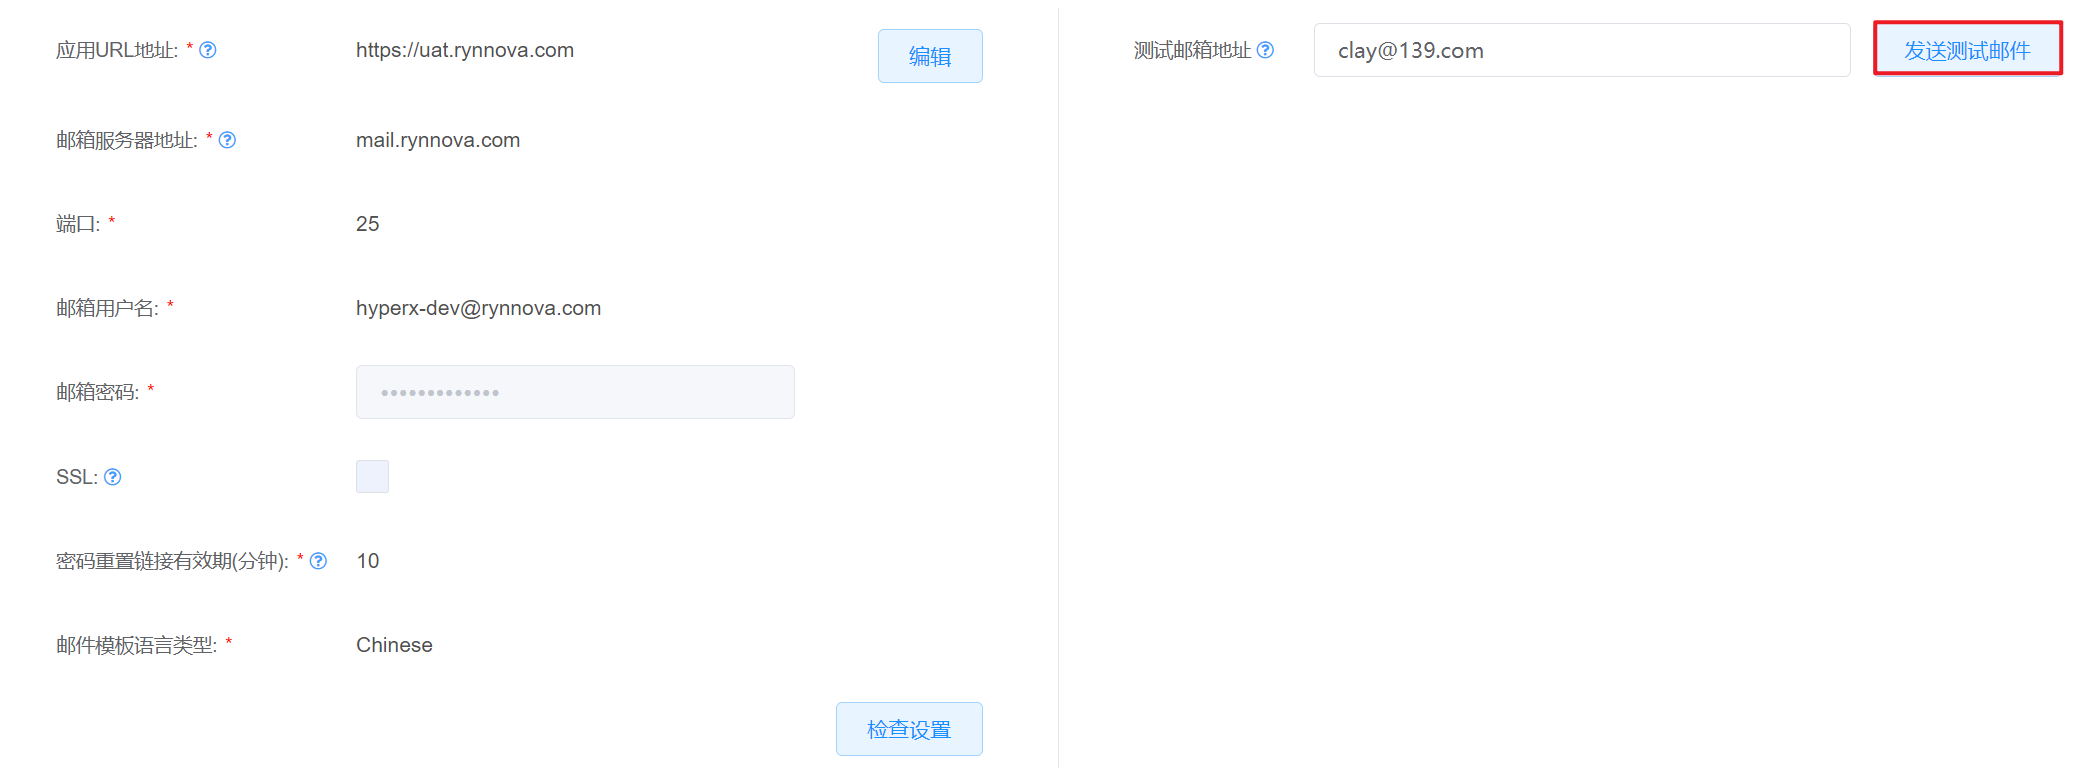 应用URL地址: * ?
https://uat.rynnova.com
编辑
邮箱服务器地址: * ?
mail.rynnova.com
端口: *
25
邮箱用户名: *
hyperx-dev@rynnova.com
邮箱密码: *
•••••••••••••
SSL: ?
密码重置链接有效期(分钟): * ?
10
邮件模板语言类型: *
Chinese
检查设置
测试邮箱地址 ?
clay@139.com
发送测试邮件